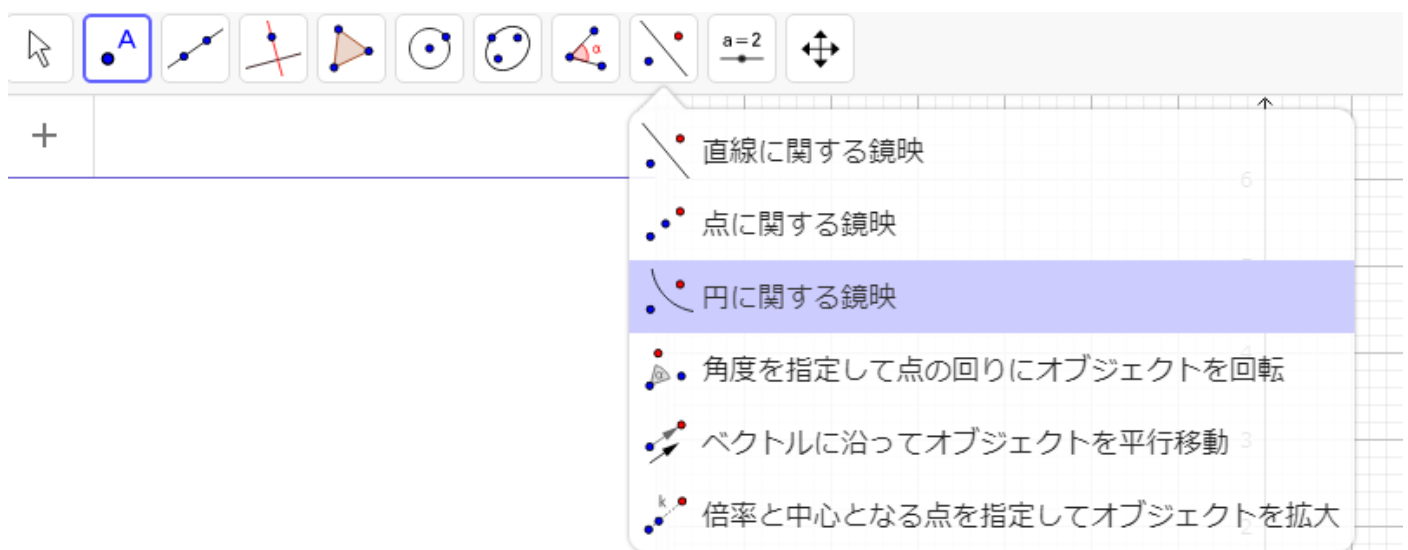 A
α
a=2
+
6
直線に関する鏡映
点に関する鏡映
円に関する鏡映
角度を指定して点の回りにオブジェクトを回転
α
ベクトルに沿ってオブジェクトを平行移動
3
k
倍率と中心となる点を指定してオブジェクトを拡大
2